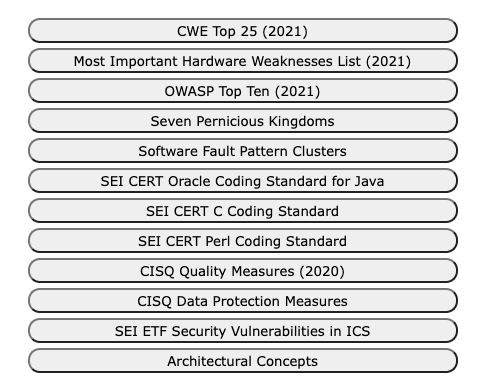 CWE Top 25 (2021)
Most Important Hardware Weaknesses List (2021)
OWASP Top Ten (2021)
Seven Pernicious Kingdoms
Software Fault Pattern Clusters
SEI CERT Oracle Coding Standard for Java
SEI CERT C Coding Standard
SEI CERT Perl Coding Standard
CISQ Quality Measures (2020)
CISQ Data Protection Measures
SEI ETF Security Vulnerabilities in ICS
Architectural Concepts